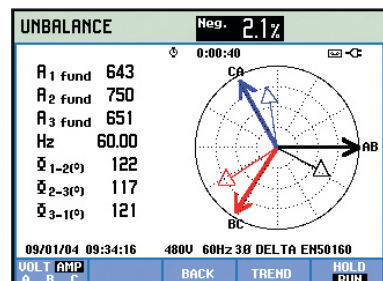 UNBALANCE Neg. 2.1%
0:00:40
A1 fund 643
A2 fund 750
A3 fund 651
Hz 60.00
Φ1-2(°) 122
Φ2-3(°) 117
Φ3-1(°) 121
CA
AB
BC
09/01/04 09:34:16 480V 60Hz 3Ø DELTA EN50160
VOLT AMP BACK TREND HOLD
A B C RUN